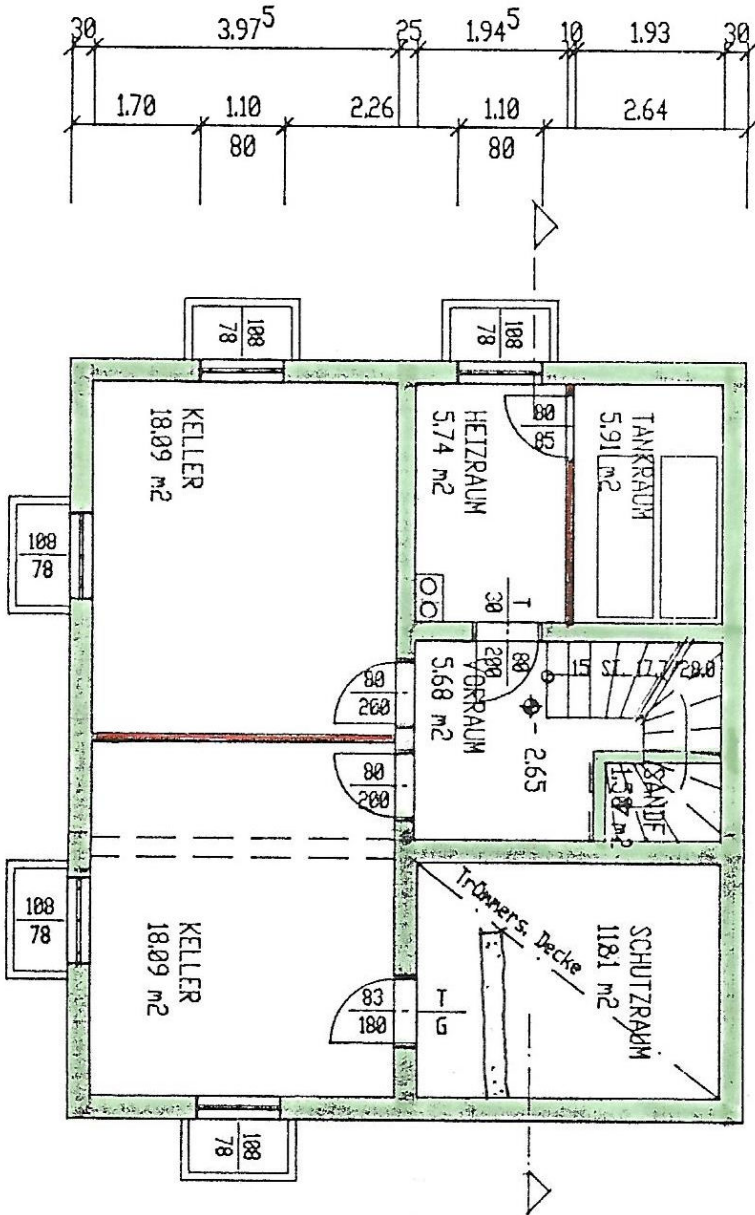 30 3.97⁵ 25 1.94⁵ 10 1.93 30
1.70 1.10 2.26 1.10 2.64
80 80
108
78
108
78
KELLER
18.09 m2
HEIZRAUM
5.74 m2
80
85
TANKRAUM
5.91 m2
108
78
T
30
80
200
VORRAUM
5.68 m2
15 ST. 17.7/28.0
- 2.65
80
200
80
200
108
78
KELLER
18.09 m2
83
180
T
G
Trümmers. Decke
SCHUTZRAUM
11.81 m2
108
78